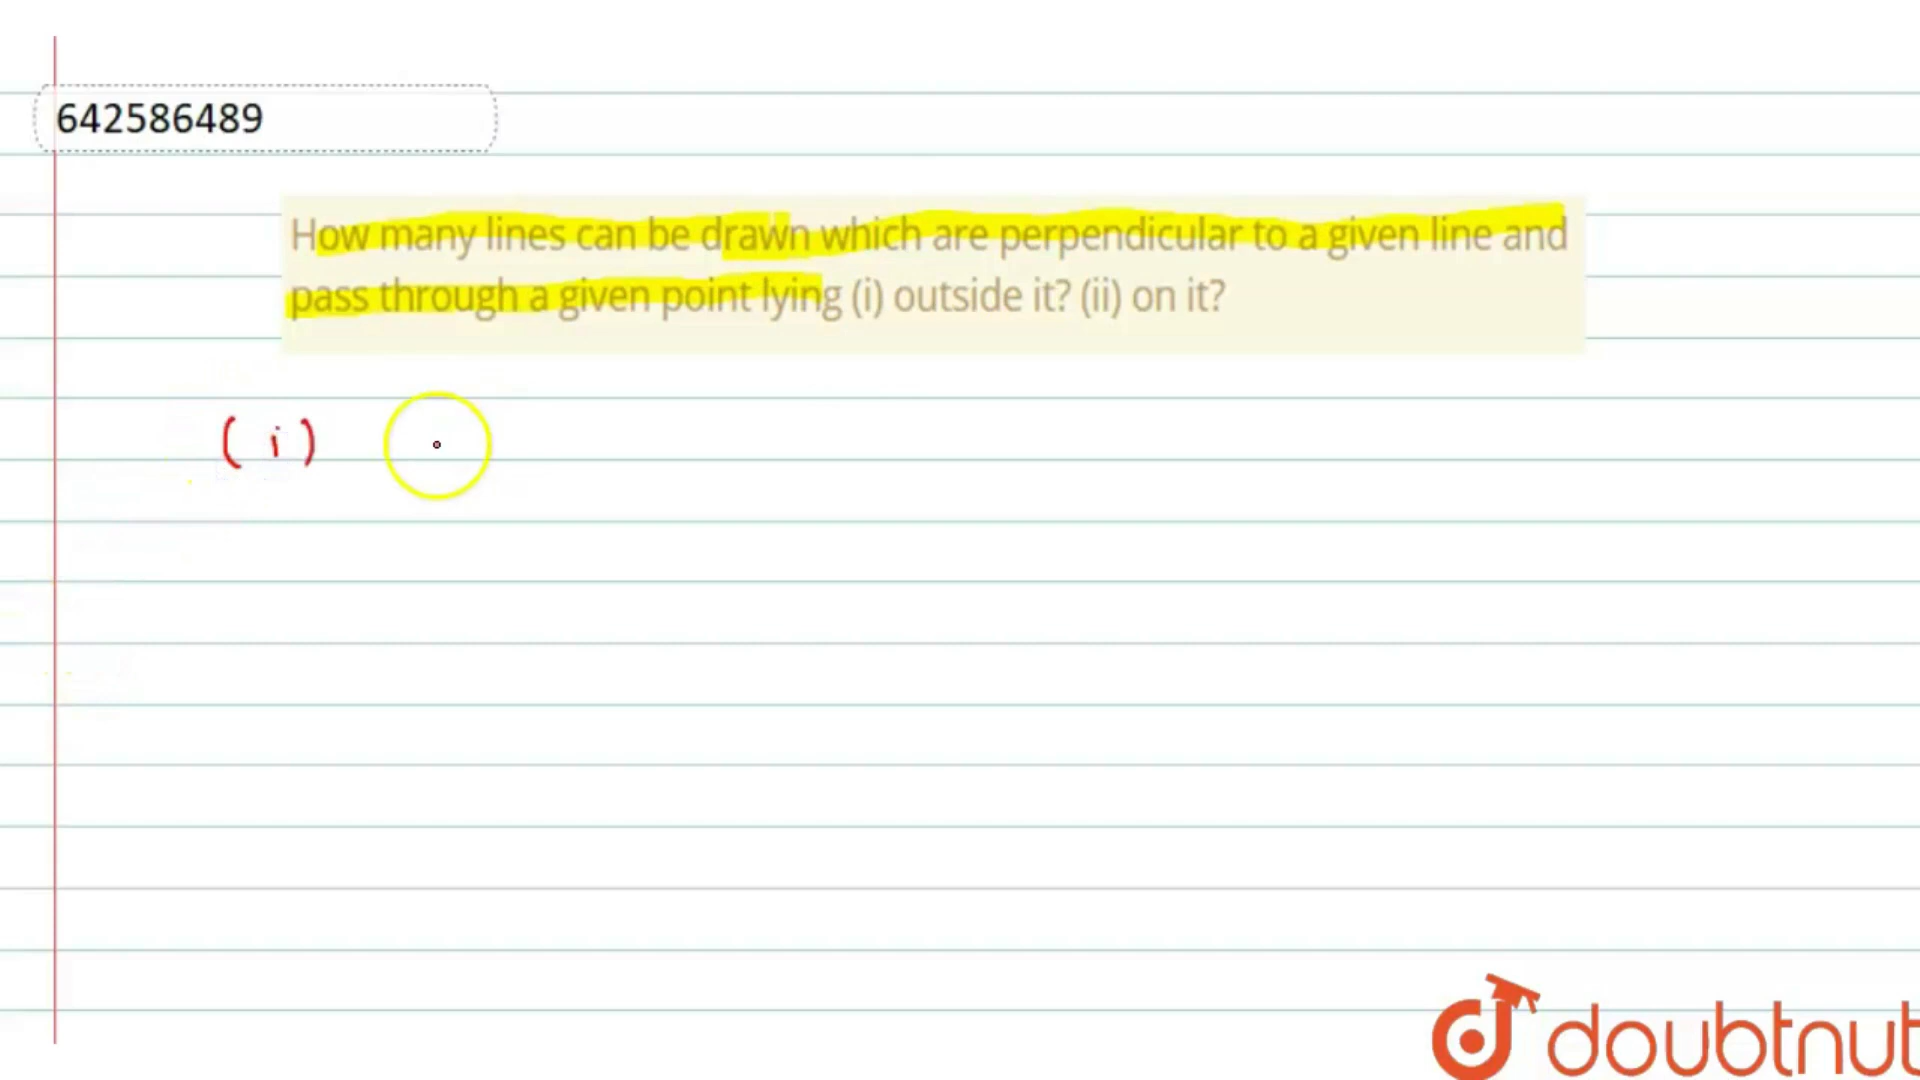 642586489
How many lines can be drawn which are perpendicular to a given line and
pass through a given point lying (i) outside it? (ii) on it?
(i)
doubtnut